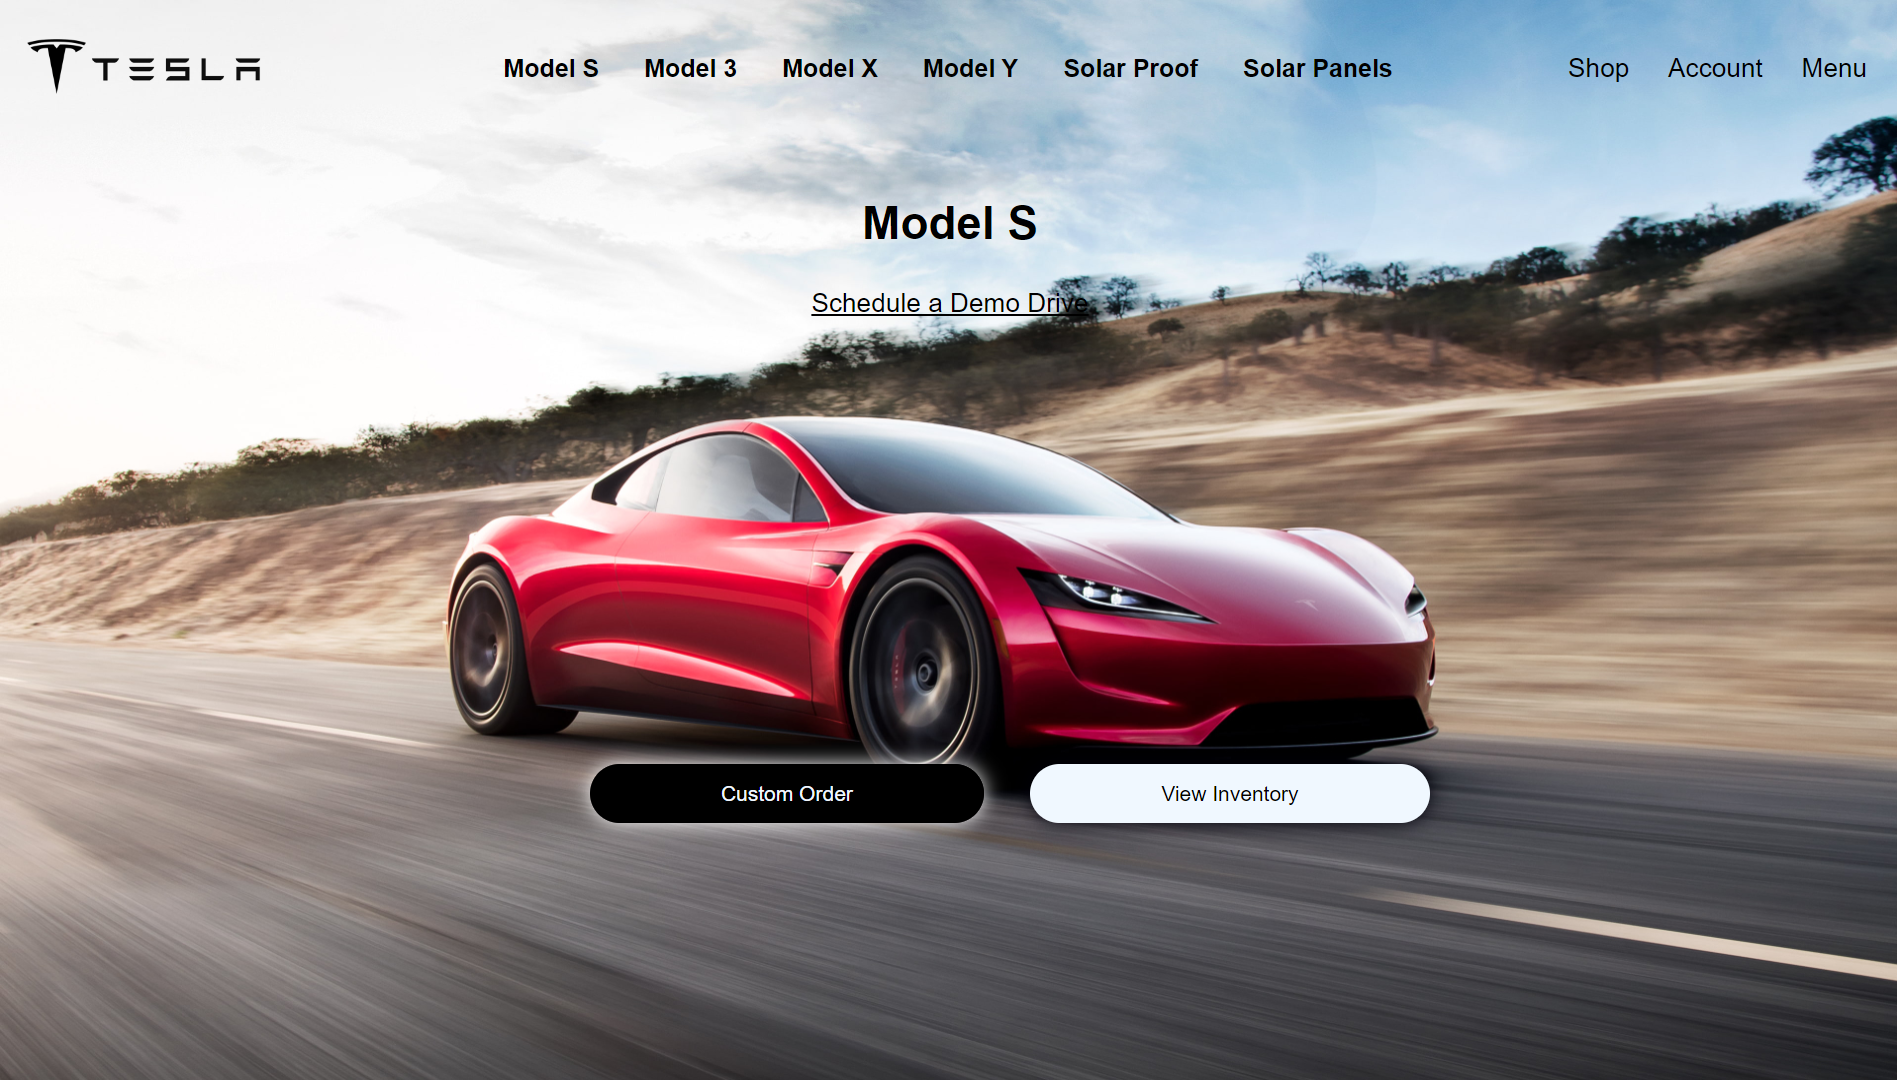 TESLA
Model S Model 3 Model X Model Y Solar Proof Solar Panels
Shop Account Menu
Model S
Schedule a Demo Drive
Custom Order
View Inventory